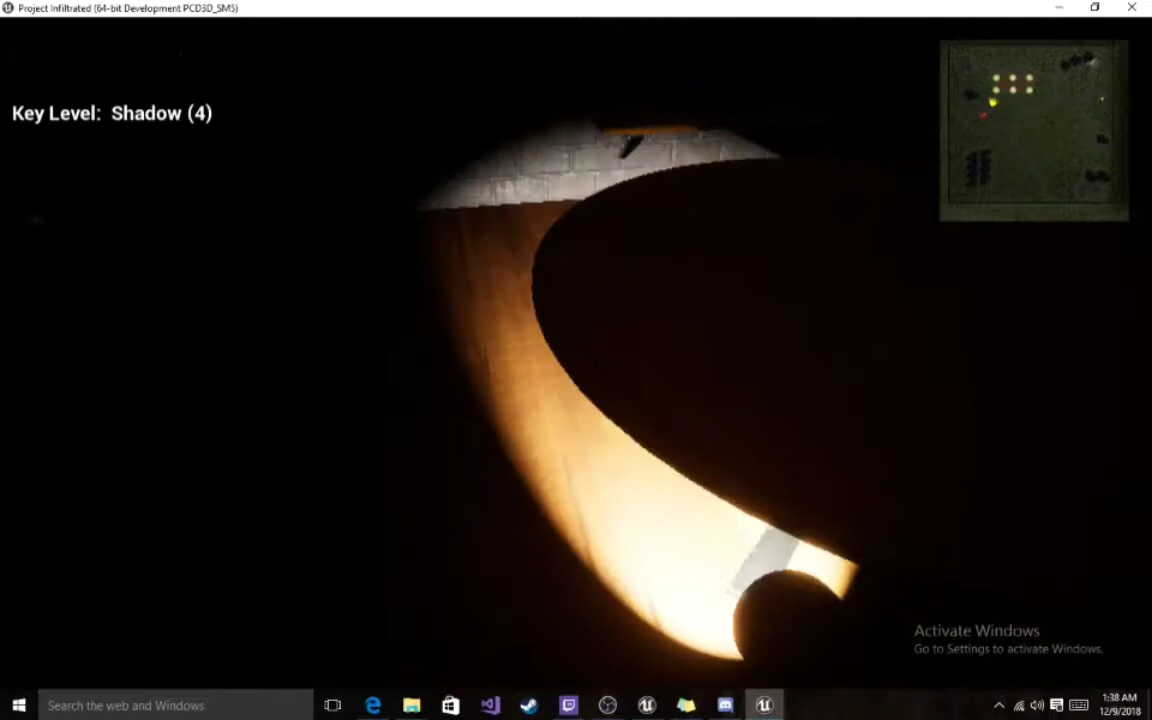 Project Infiltrated (64-bit Development PCD3D_SM5)
Key Level:  Shadow (4)
Activate Windows
Go to Settings to activate Windows.
Search the web and Windows
1:38 AM
12/9/2018